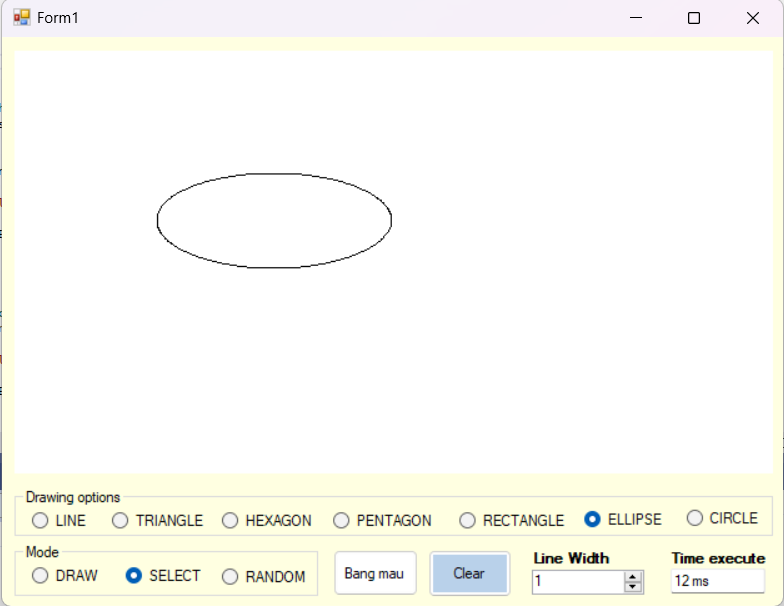 Form1
Drawing options
LINE TRIANGLE HEXAGON PENTAGON RECTANGLE ELLIPSE CIRCLE
Mode
DRAW SELECT RANDOM
Bang mau
Clear
Line Width
1
Time execute
12 ms